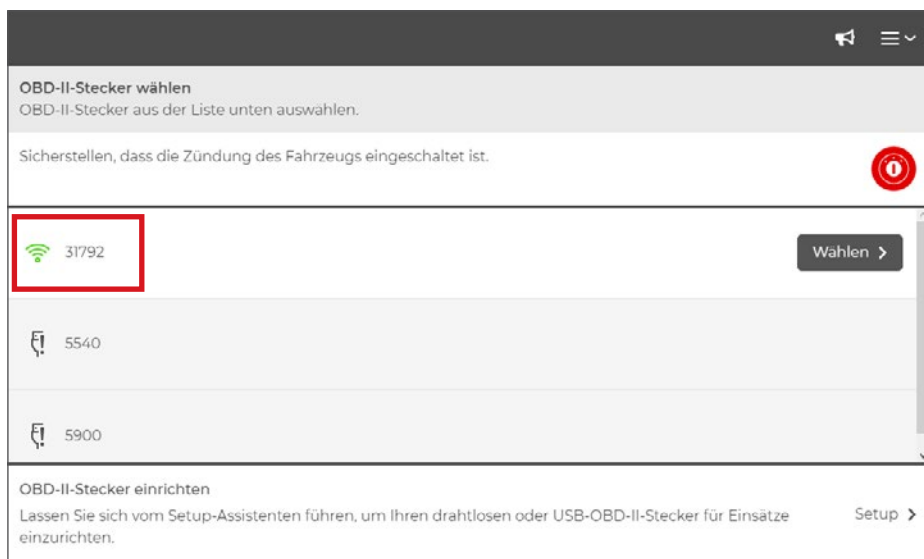 OBD-II-Stecker wählen
OBD-II-Stecker aus der Liste unten auswählen.
Sicherstellen, dass die Zündung des Fahrzeugs eingeschaltet ist.
31792
Wählen
5540
5900
OBD-II-Stecker einrichten
Lassen Sie sich vom Setup-Assistenten führen, um Ihren drahtlosen oder USB-OBD-II-Stecker für Einsätze
einzurichten.
Setup